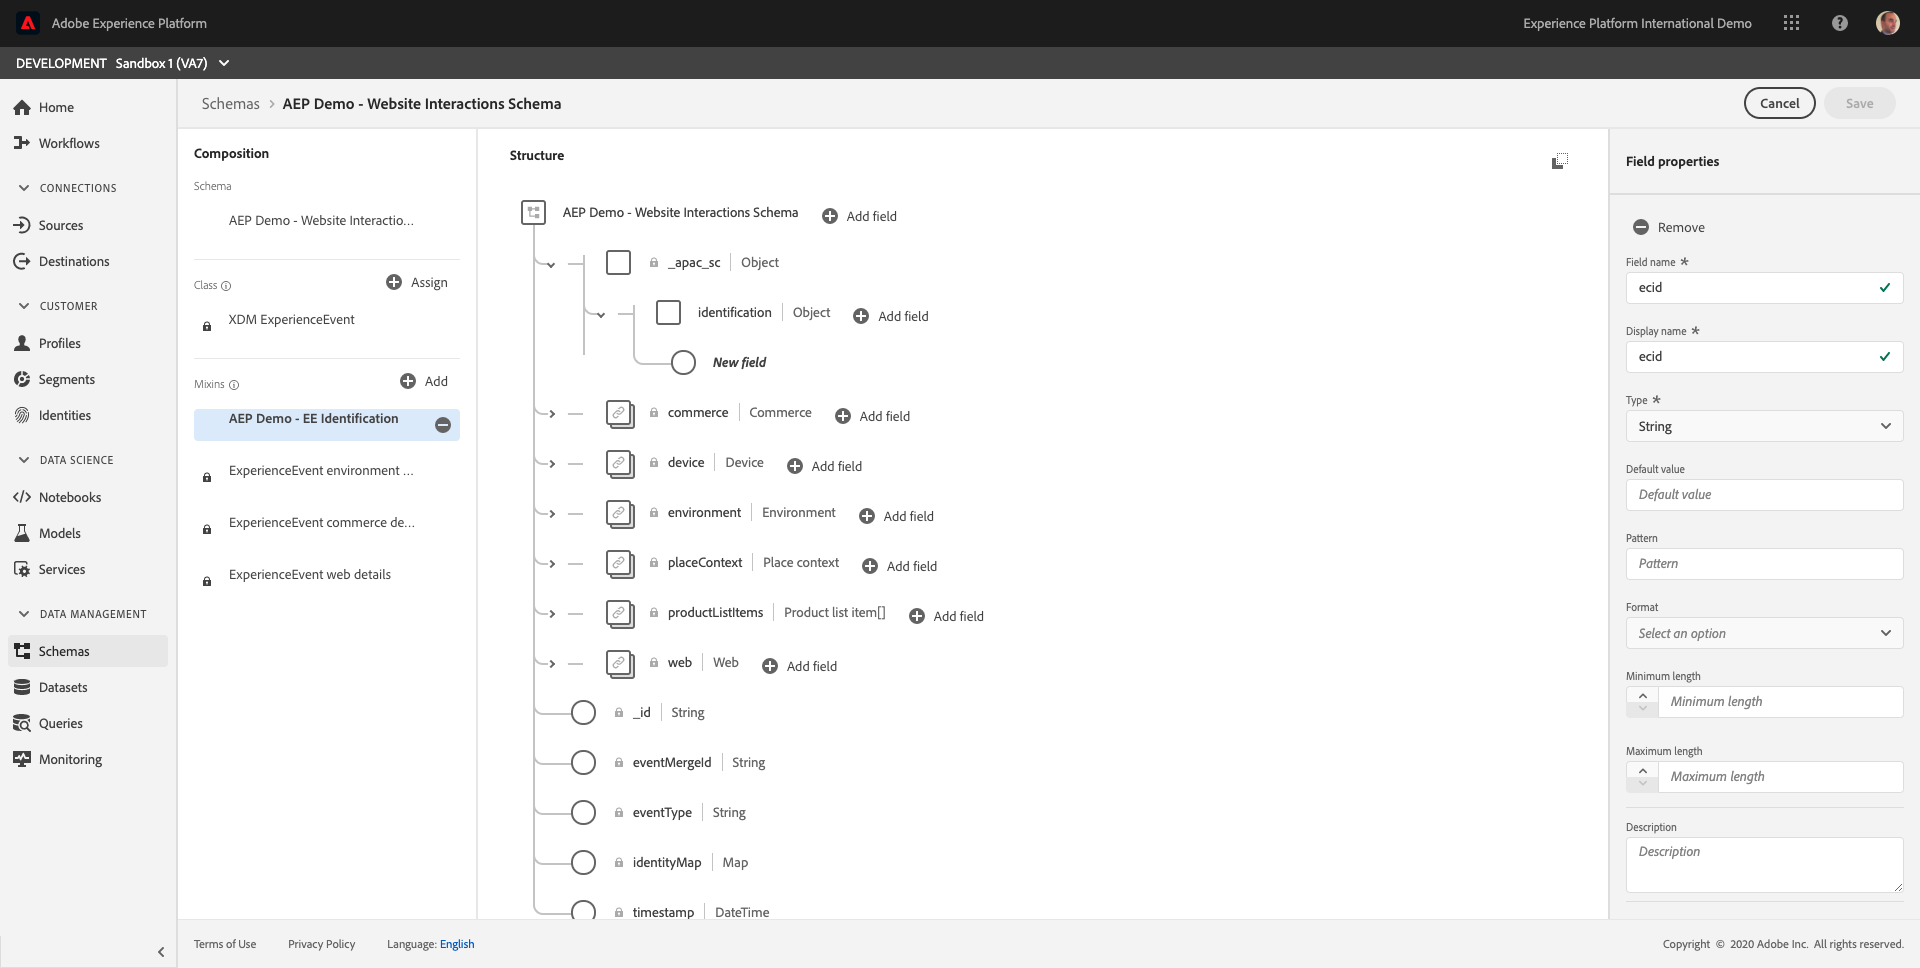 Adobe Experience Platform
Experience Platform International Demo
DEVELOPMENT Sandbox 1 (VA7)
Home
Workflows
CONNECTIONS
Sources
Destinations
CUSTOMER
Profiles
Segments
Identities
DATA SCIENCE
Notebooks
Models
Services
DATA MANAGEMENT
Schemas
Datasets
Queries
Monitoring
Schemas > AEP Demo - Website Interactions Schema
Cancel
Save
Composition
Schema
AEP Demo - Website Interactio...
Class
Assign
XDM ExperienceEvent
Mixins
Add
AEP Demo - EE Identification
ExperienceEvent environment ...
ExperienceEvent commerce de...
ExperienceEvent web details
Structure
AEP Demo - Website Interactions Schema Add field
_apac_sc Object
identification Object Add field
New field
commerce Commerce Add field
device Device Add field
environment Environment Add field
placeContext Place context Add field
productListItems Product list item[] Add field
web Web Add field
_id String
eventMergeId String
eventType String
identityMap Map
timestamp DateTime
Field properties
Remove
Field name *
ecid
Display name *
ecid
Type *
String
Default value
Default value
Pattern
Pattern
Format
Select an option
Minimum length
Minimum length
Maximum length
Maximum length
Description
Description
Terms of Use Privacy Policy Language: English
Copyright © 2020 Adobe Inc. All rights reserved.